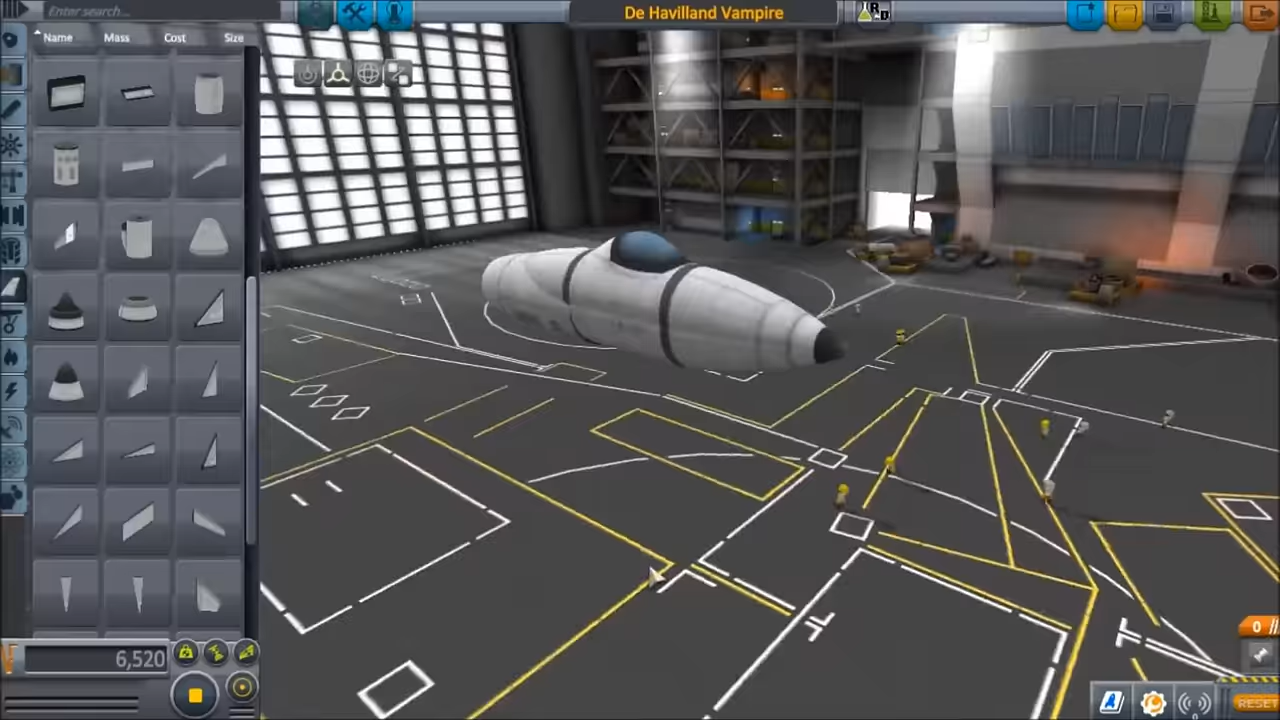 Enter search...
De Havilland Vampire
R&D
Name Mass Cost Size
6,520
0
A
RESET